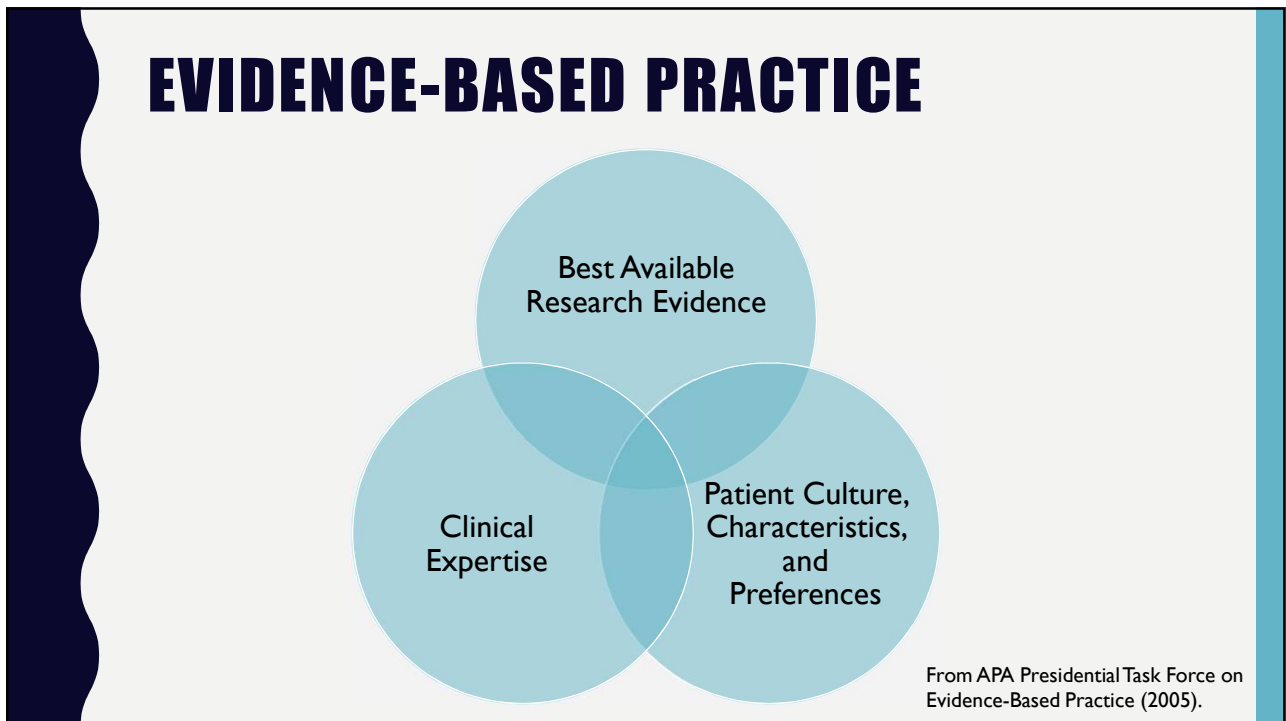 EVIDENCE-BASED PRACTICE
Best Available
Research Evidence
Clinical
Expertise
Patient Culture,
Characteristics,
and
Preferences
From APA Presidential Task Force on
Evidence-Based Practice (2005).